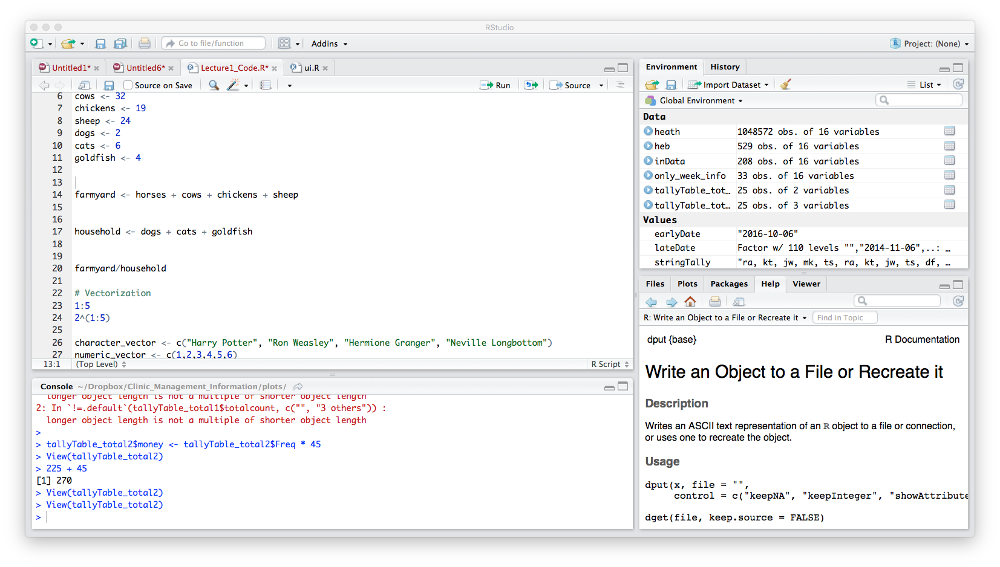 RStudio
Go to file/function
Addins
Project: (None)
Untitled1*
Untitled6*
Lecture1_Code.R*
ui.R
Source on Save
Run
Source
6 cows <- 32
7 chickens <- 19
8 sheep <- 24
9 dogs <- 2
10 cats <- 6
11 goldfish <- 4
12
13
14 farmyard <- horses + cows + chickens + sheep
15
16
17 household <- dogs + cats + goldfish
18
19
20 farmyard/household
21
22 # Vectorization
23 1:5
24 2^(1:5)
25
26 character_vector <- c("Harry Potter", "Ron Weasley", "Hermione Granger", "Neville Longbottom")
27 numeric_vector <- c(1,2,3,4,5,6)
13:1 (Top Level) R Script
Console ~/Dropbox/Clinic_Management_Information/plots/
longer object length is not a multiple of shorter object length
2: In `!=.default`(tallyTable_total1$totalcount, c("", "3 others")) :
longer object length is not a multiple of shorter object length
>
> tallyTable_total2$money <- tallyTable_total2$Freq * 45
> View(tallyTable_total2)
> 225 + 45
[1] 270
> View(tallyTable_total2)
> View(tallyTable_total2)
>
Environment History
Import Dataset List
Global Environment
Data
heath 1048572 obs. of 16 variables
heb 529 obs. of 16 variables
inData 208 obs. of 16 variables
only_week_info 33 obs. of 16 variables
tallyTable_tot… 25 obs. of 2 variables
tallyTable_tot… 25 obs. of 3 variables
Values
earlyDate "2016-10-06"
lateDate Factor w/ 110 levels "","2014-11-06",..: …
stringTally "ra, kt, jw, mk, ts, ra, kt, jw, ts, df, …
Files Plots Packages Help Viewer
R: Write an Object to a File or Recreate it Find in Topic
dput {base} R Documentation
Write an Object to a File or Recreate it
Description
Writes an ASCII text representation of an R object to a file or connection,
or uses one to recreate the object.
Usage
dput(x, file = "",
control = c("keepNA", "keepInteger", "showAttribute
dget(file, keep.source = FALSE)